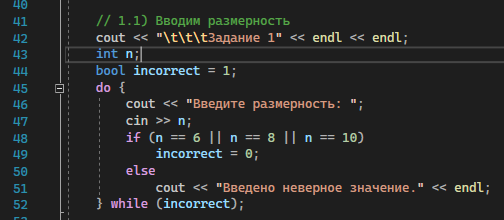 40
41 // 1.1) Вводим размерность
42 cout << "\t\t\tЗадание 1" << endl << endl;
43 int n;
44 bool incorrect = 1;
45 do {
46 cout << "Введите размерность: ";
47 cin >> n;
48 if (n == 6 || n == 8 || n == 10)
49 incorrect = 0;
50 else
51 cout << "Введено неверное значение." << endl;
52 } while (incorrect);